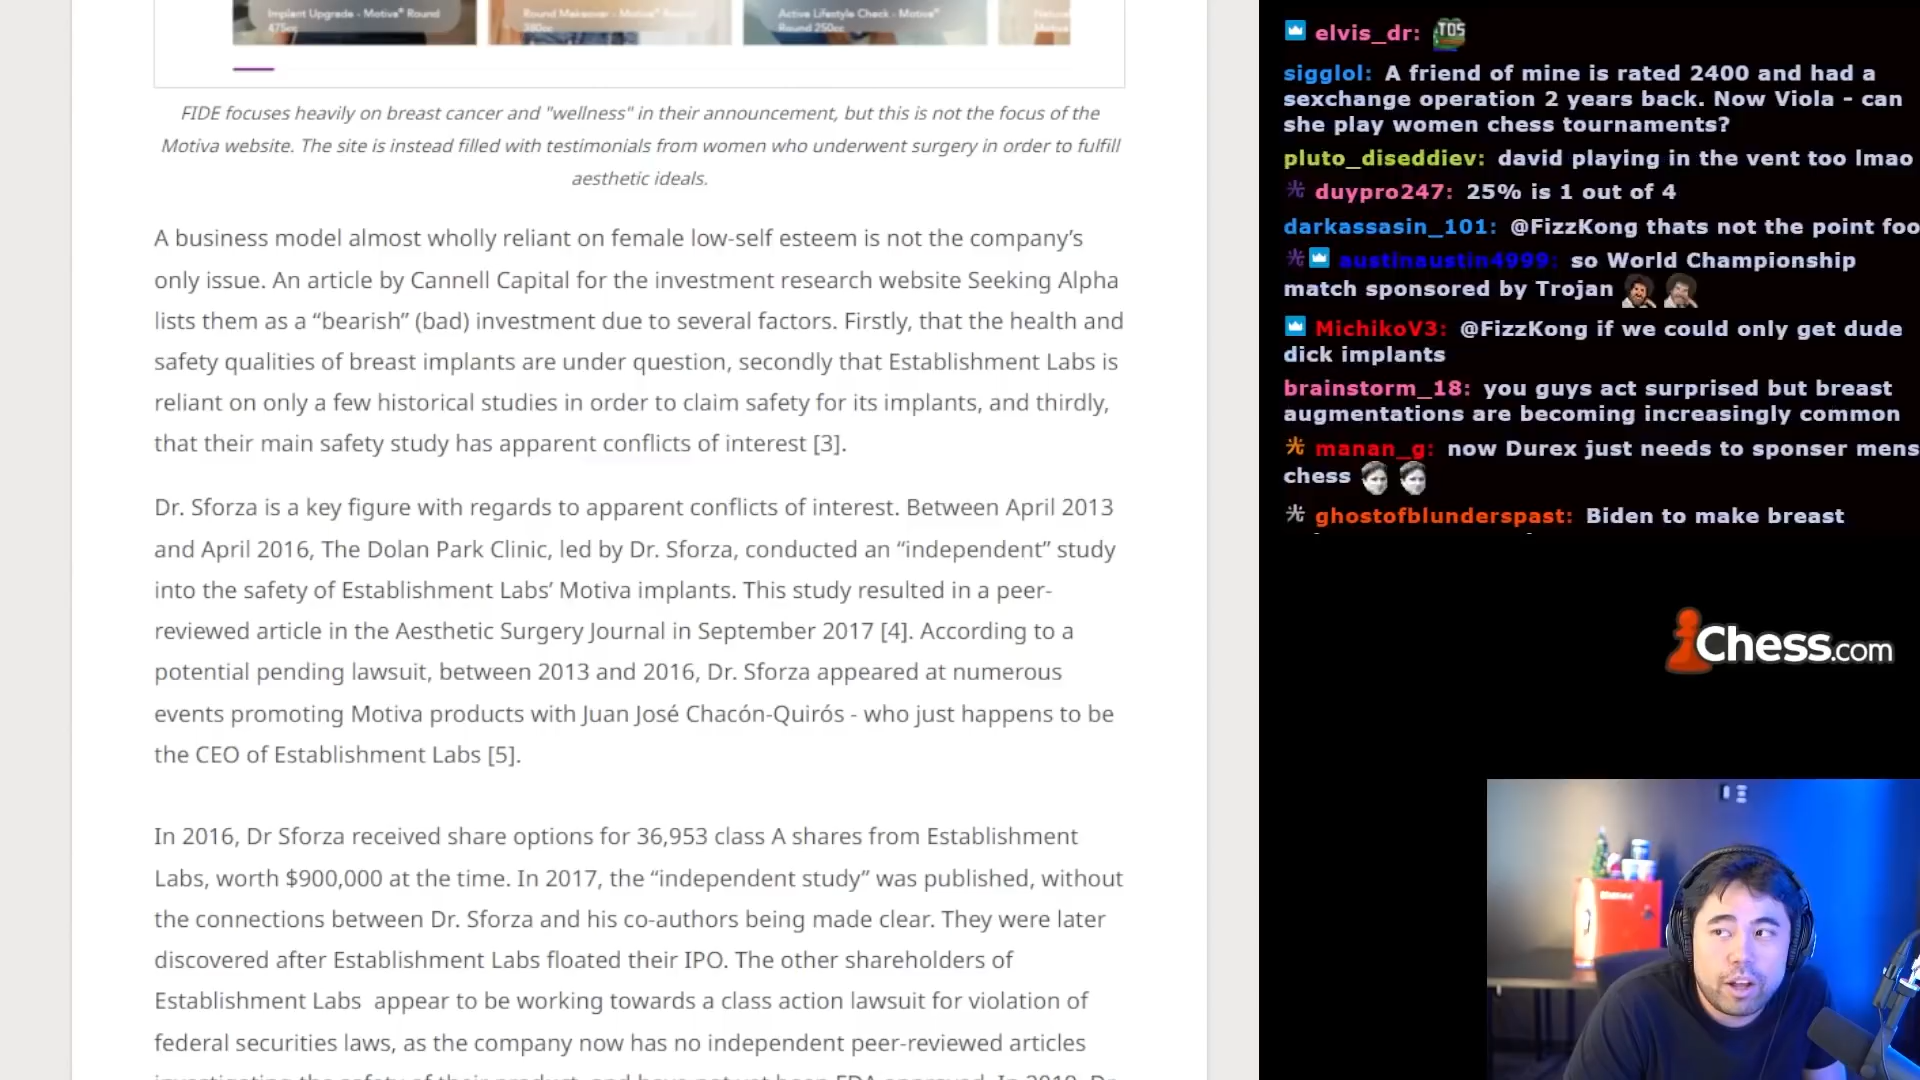 Implant Upgrade - Motiva® Round
475cc
Round Makeover - Motiva® Round
380cc
Active Lifestyle Check - Motiva®
Round 250cc
FIDE focuses heavily on breast cancer and "wellness" in their announcement, but this is not the focus of the
Motiva website. The site is instead filled with testimonials from women who underwent surgery in order to fulfill
aesthetic ideals.
A business model almost wholly reliant on female low-self esteem is not the company’s
only issue. An article by Cannell Capital for the investment research website Seeking Alpha
lists them as a “bearish” (bad) investment due to several factors. Firstly, that the health and
safety qualities of breast implants are under question, secondly that Establishment Labs is
reliant on only a few historical studies in order to claim safety for its implants, and thirdly,
that their main safety study has apparent conflicts of interest [3].
Dr. Sforza is a key figure with regards to apparent conflicts of interest. Between April 2013
and April 2016, The Dolan Park Clinic, led by Dr. Sforza, conducted an “independent” study
into the safety of Establishment Labs’ Motiva implants. This study resulted in a peer-
reviewed article in the Aesthetic Surgery Journal in September 2017 [4]. According to a
potential pending lawsuit, between 2013 and 2016, Dr. Sforza appeared at numerous
events promoting Motiva products with Juan José Chacón-Quirós - who just happens to be
the CEO of Establishment Labs [5].
In 2016, Dr Sforza received share options for 36,953 class A shares from Establishment
Labs, worth $900,000 at the time. In 2017, the “independent study” was published, without
the connections between Dr. Sforza and his co-authors being made clear. They were later
discovered after Establishment Labs floated their IPO. The other shareholders of
Establishment Labs appear to be working towards a class action lawsuit for violation of
federal securities laws, as the company now has no independent peer-reviewed articles
elvis_dr: TOS
sigglol: A friend of mine is rated 2400 and had a
sexchange operation 2 years back. Now Viola - can
she play women chess tournaments?
pluto_diseddiev: david playing in the vent too lmao
duypro247: 25% is 1 out of 4
darkassasin_101: @FizzKong thats not the point foo
austinaustin4999: so World Championship
match sponsored by Trojan
MichikoV3: @FizzKong if we could only get dude
dick implants
brainstorm_18: you guys act surprised but breast
augmentations are becoming increasingly common
manan_g: now Durex just needs to sponser mens
chess
ghostofblunderspast: Biden to make breast
Chess.com